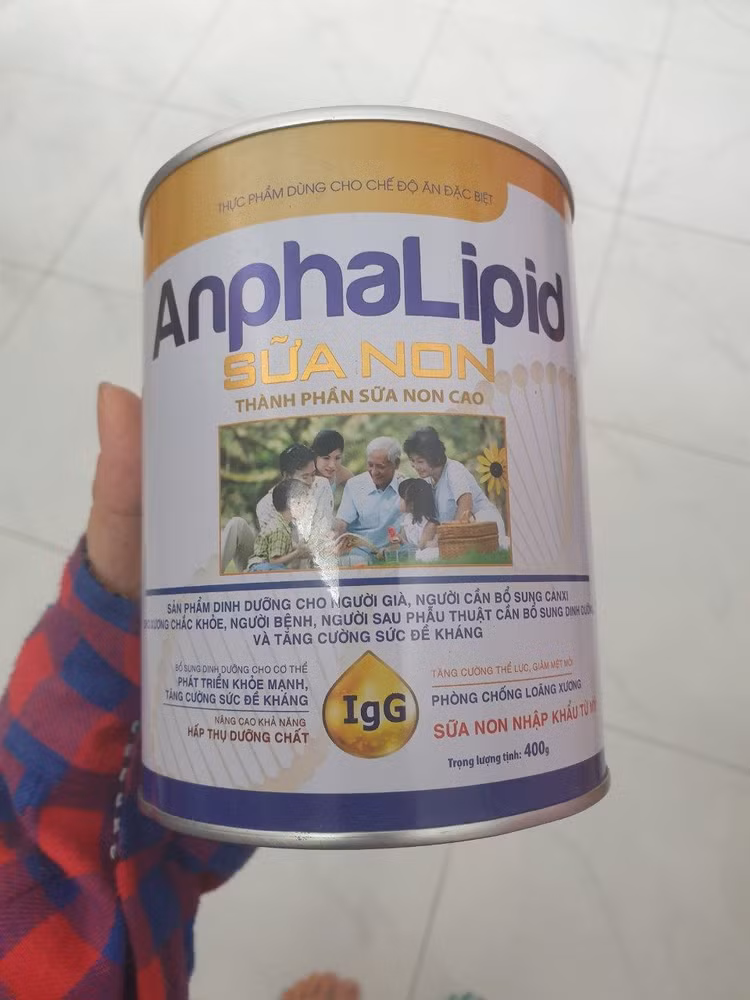 THỰC PHẨM DÙNG CHO CHẾ ĐỘ ĂN ĐẶC BIỆT
AnphaLipid
SỮA NON
THÀNH PHẦN SỮA NON CAO
SẢN PHẨM DINH DƯỠNG CHO NGƯỜI GIÀ, NGƯỜI CẦN BỔ SUNG CANXI
XƯƠNG CHẮC KHỎE, NGƯỜI BỆNH, NGƯỜI SAU PHẪU THUẬT CẦN BỔ SUNG DINH DƯỠNG
VÀ TĂNG CƯỜNG SỨC ĐỀ KHÁNG
BỔ SUNG DINH DƯỠNG CHO CƠ THỂ
PHÁT TRIỂN KHỎE MẠNH,
TĂNG CƯỜNG SỨC ĐỀ KHÁNG
NÂNG CAO KHẢ NĂNG
HẤP THỤ DƯỠNG CHẤT
IgG
TĂNG CƯỜNG THỂ LỰC, GIẢM MỆT MỎI
PHÒNG CHỐNG LOÃNG XƯƠNG
SỮA NON NHẬP KHẨU TỪ
Trọng lượng tịnh: 400g